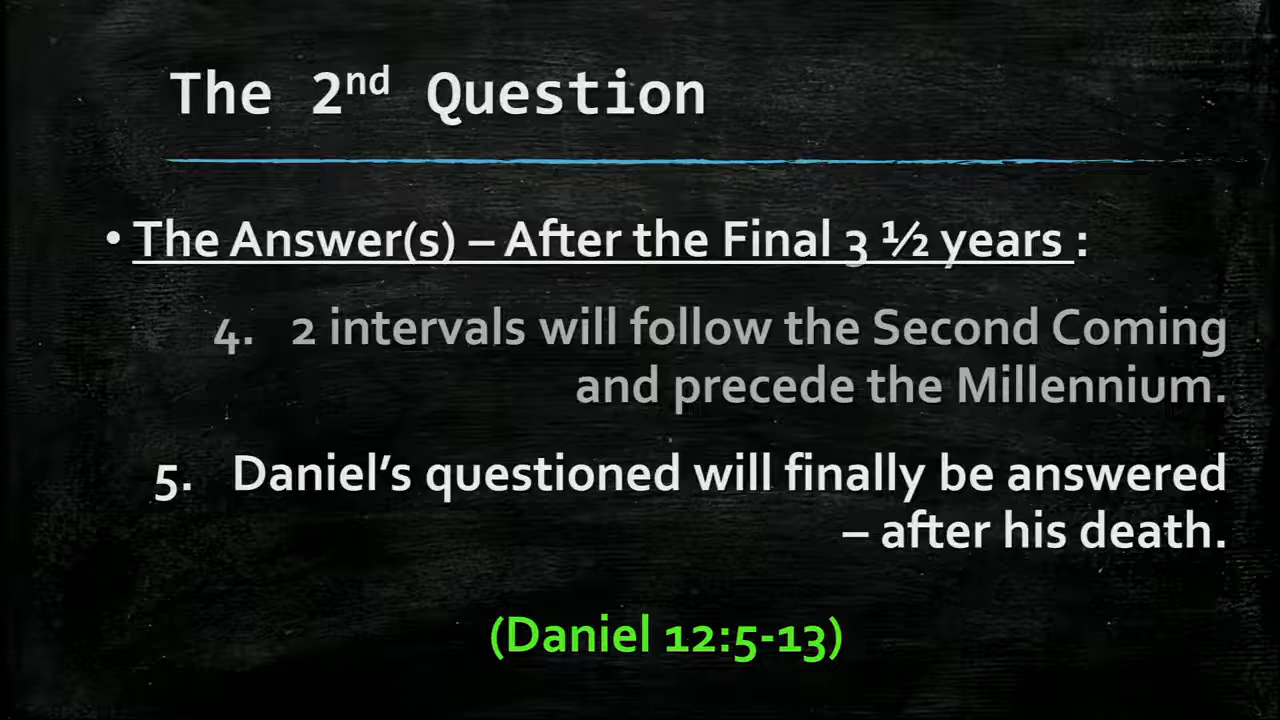 The 2nd Question
• The Answer(s) – After the Final 3 ½ years :
4. 2 intervals will follow the Second Coming
and precede the Millennium.
5. Daniel’s questioned will finally be answered
– after his death.
(Daniel 12:5-13)